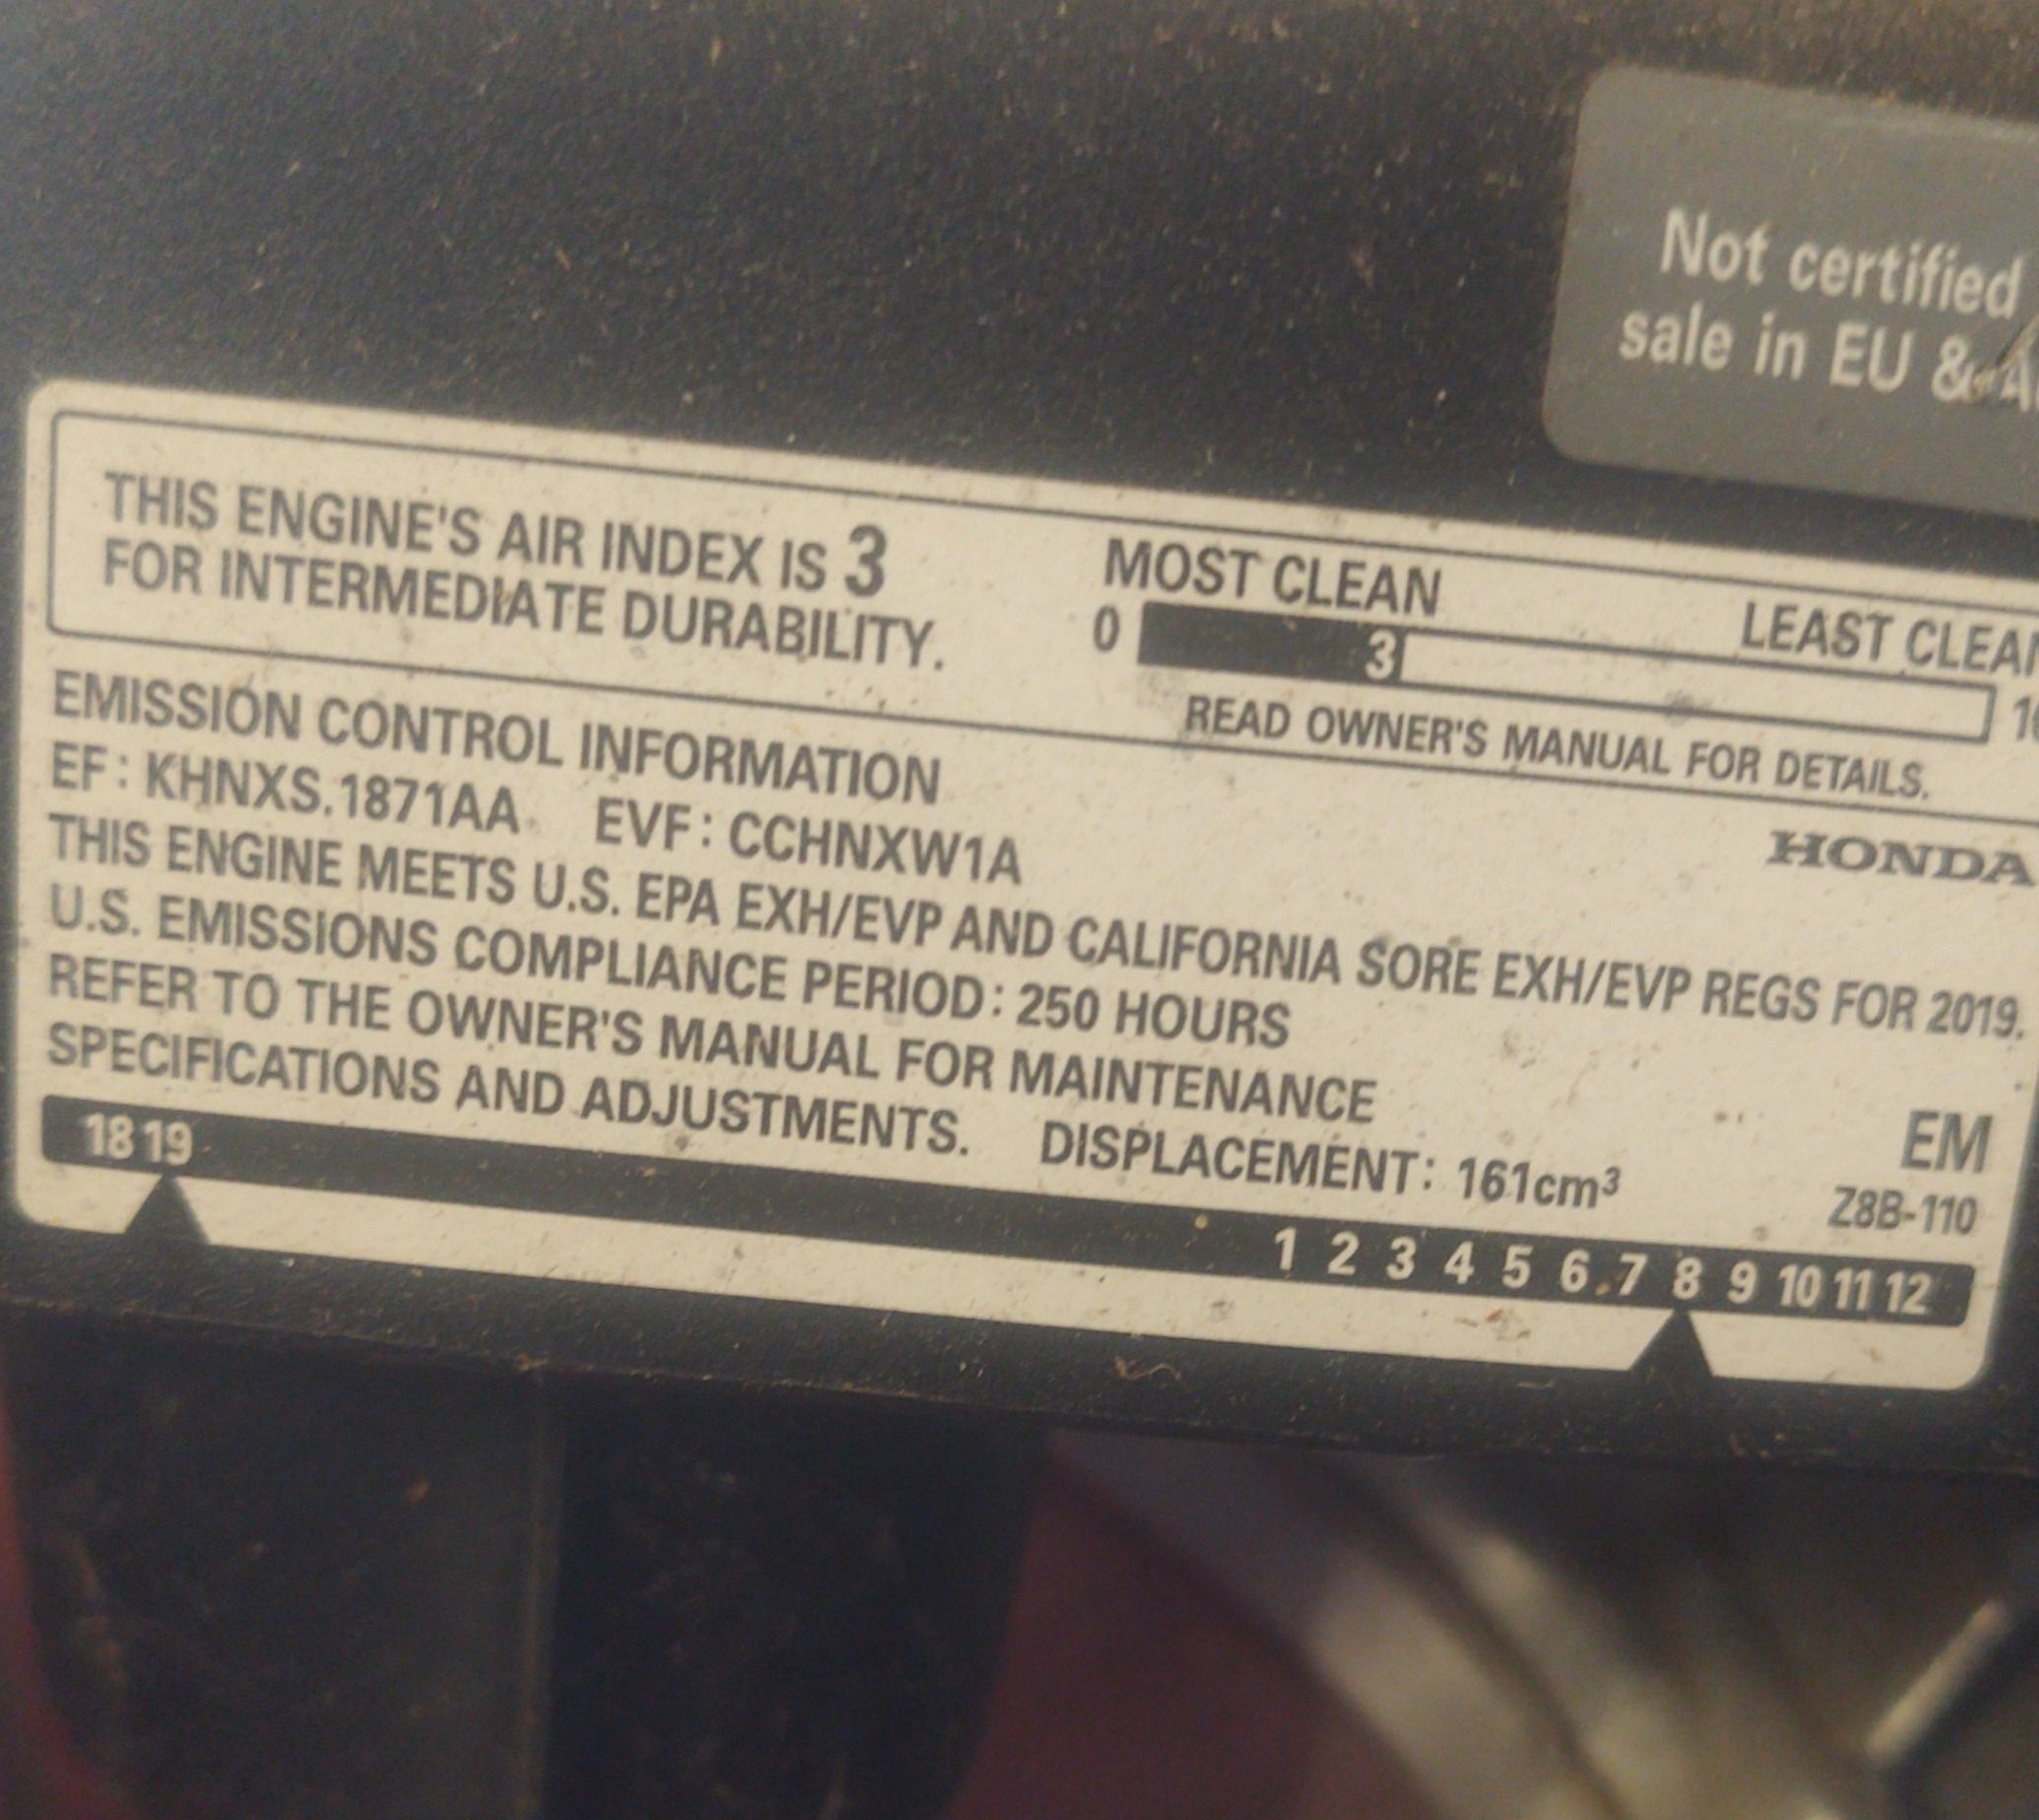 Not certified
sale in EU &
THIS ENGINE'S AIR INDEX IS 3
FOR INTERMEDIATE DURABILITY.
MOST CLEAN
LEAST CLEAN
0 3
READ OWNER'S MANUAL FOR DETAILS.
EMISSION CONTROL INFORMATION
EF: KHNXS.1871AA EVF: CCHNXW1A
HONDA
THIS ENGINE MEETS U.S. EPA EXH/EVP AND CALIFORNIA SORE EXH/EVP REGS FOR 2019.
U.S. EMISSIONS COMPLIANCE PERIOD: 250 HOURS
REFER TO THE OWNER'S MANUAL FOR MAINTENANCE
SPECIFICATIONS AND ADJUSTMENTS. DISPLACEMENT: 161cm³
EM
Z8B-110
18 19
1 2 3 4 5 6 7 8 9 10 11 12